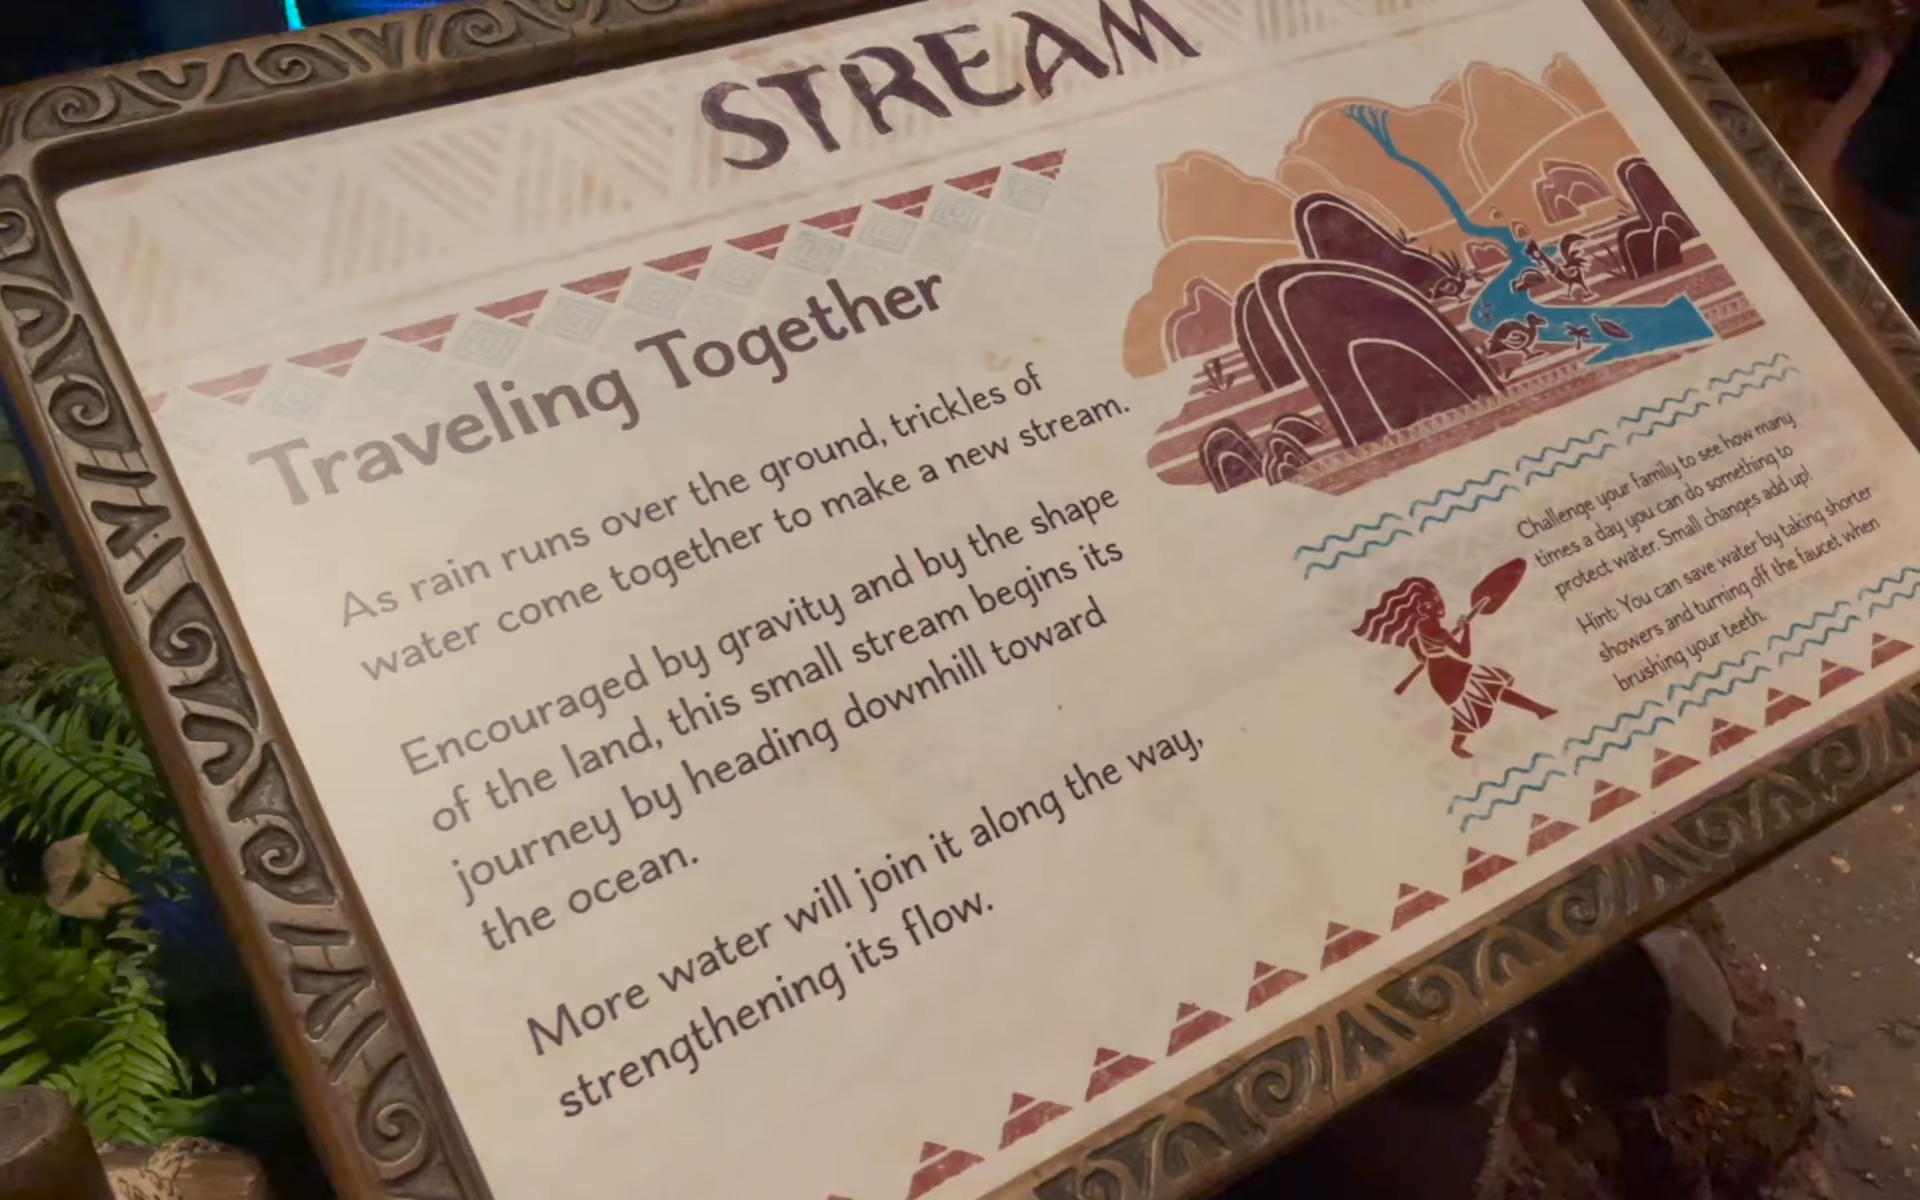 STREAM
Traveling Together
As rain runs over the ground, trickles of
water come together to make a new stream.
Encouraged by gravity and by the shape
of the land, this small stream begins its
journey by heading downhill toward
the ocean.
More water will join it along the way,
strengthening its flow.
Challenge your family to see how many
times a day you can do something to
protect water. Small changes add up!
Hint: You can save water by taking shorter
showers and turning off the faucet when
brushing your teeth.